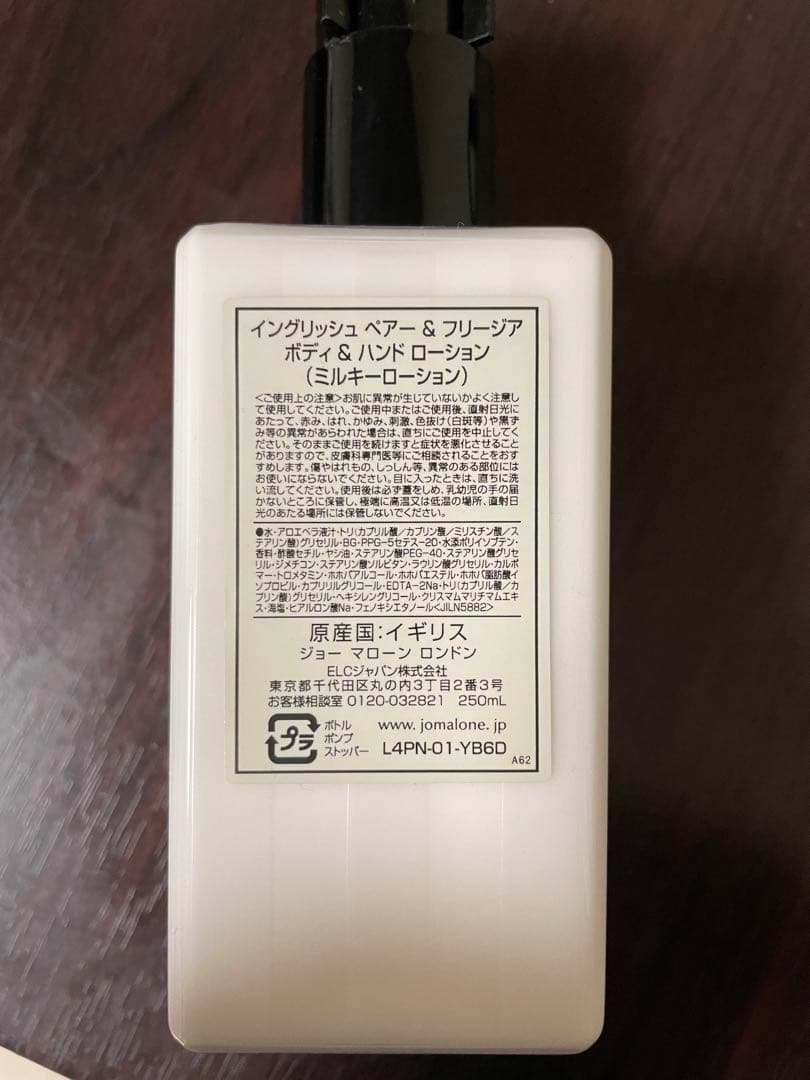 イングリッシュ ペアー & フリージア
ボディ & ハンド ローション
(ミルキーローション)
<ご使用上の注意>お肌に異常が生じていないかよく注意し
て使用してください。ご使用中またはご使用後、直射日光に
あたって、赤み、はれ、かゆみ、刺激、色抜け(白斑等)や黒ず
み等の異常があらわれた場合は、直ちにご使用を中止してく
ださい。そのままご使用を続けますと症状を悪化させること
がありますので、皮膚科専門医等にご相談されることをおす
すめします。傷やはれもの、しっしん等、異常のある部位には
お使いにならないでください。目に入ったときは、直ちに洗
い流してください。使用後は必ず蓋をしめ、乳幼児の手の届
かないところに保管し、極端に高温又は低温の場所、直射日
光のあたる場所には保管しないでください。
●水・アロエベラ液汁・トリ(カプリル酸/カプリン酸/ミリスチン酸/ス
テアリン酸)グリセリル・BG・PPG-5セテス-20・水添ポリイソブテン・
香料・酢酸セチル・ヤシ油・ステアリン酸PEG-40・ステアリン酸グリセ
リル・ジメチコン・ステアリン酸ソルビタン・ラウリン酸グリセリル・カルボ
マー・トロメタミン・ホホバアルコール・ホホバエステル・ホホバ脂肪酸イ
ソプロピル・カプリリルグリコール・EDTA-2Na・トリ(カプリル酸/カ
プリン酸)グリセリル・ヘキシレングリコール・クリスマムマリチマムエキ
ス・海塩・ヒアルロン酸Na・フェノキシエタノール<JILN5882>
原産国:イギリス
ジョー マローン ロンドン
ELCジャパン株式会社
東京都千代田区丸の内3丁目2番3号
お客様相談室 0120-032821 250mL
プラ
ボトル
ポンプ
ストッパー
www. jomalone. jp
L4PN-01-YB6D
A62